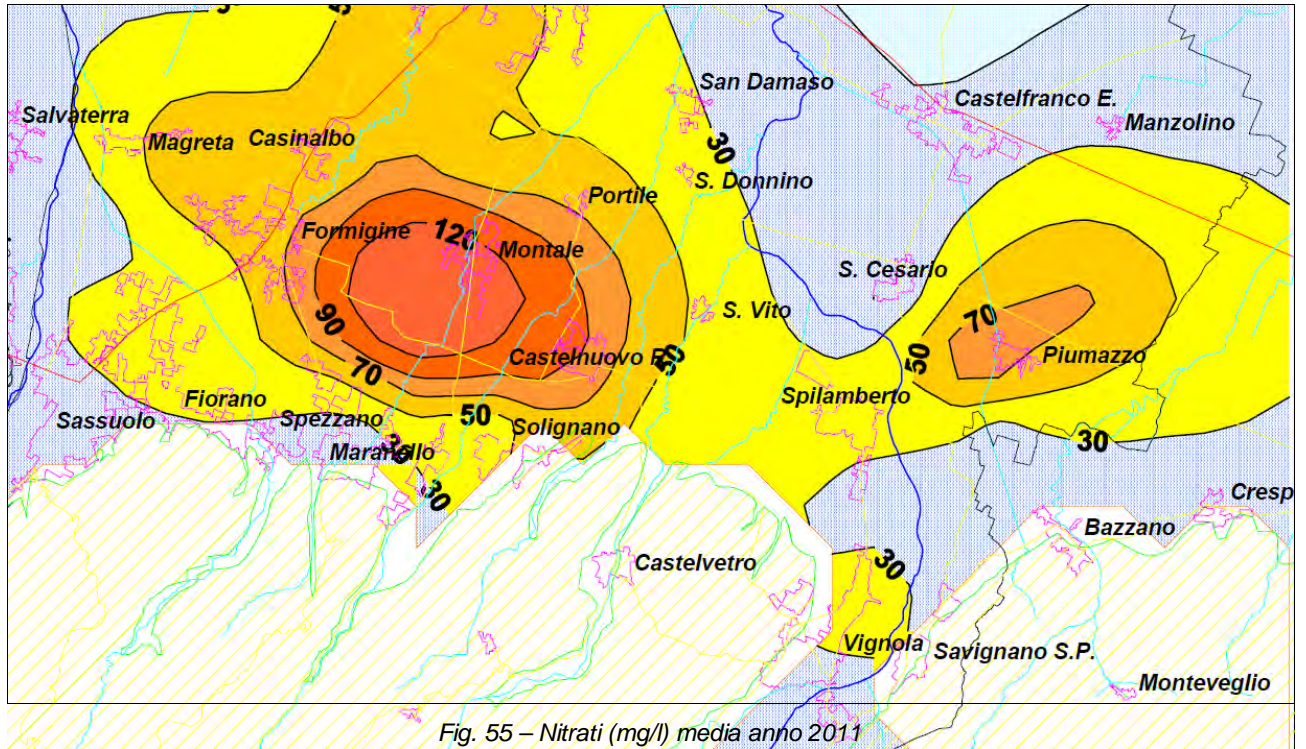 30
San Damaso
Castelfranco E.
Salvaterra
Magreta
Casinalbo
Manzolino
30
S. Donnino
Portile
Formigine
120
Montale
S. Cesario
S. Vito
90
70
Castelnuovo R
50
70
Piumazzo
50
Fiorano
Spezzano
50
Spilamberto
Sassuolo
Solignano
Maranello
30
30
30
Cresp
Bazzano
Castelvetro
30
Vignola
Savignano S.P.
Monteveglio
Fig. 55 – Nitrati (mg/l) media anno 2011